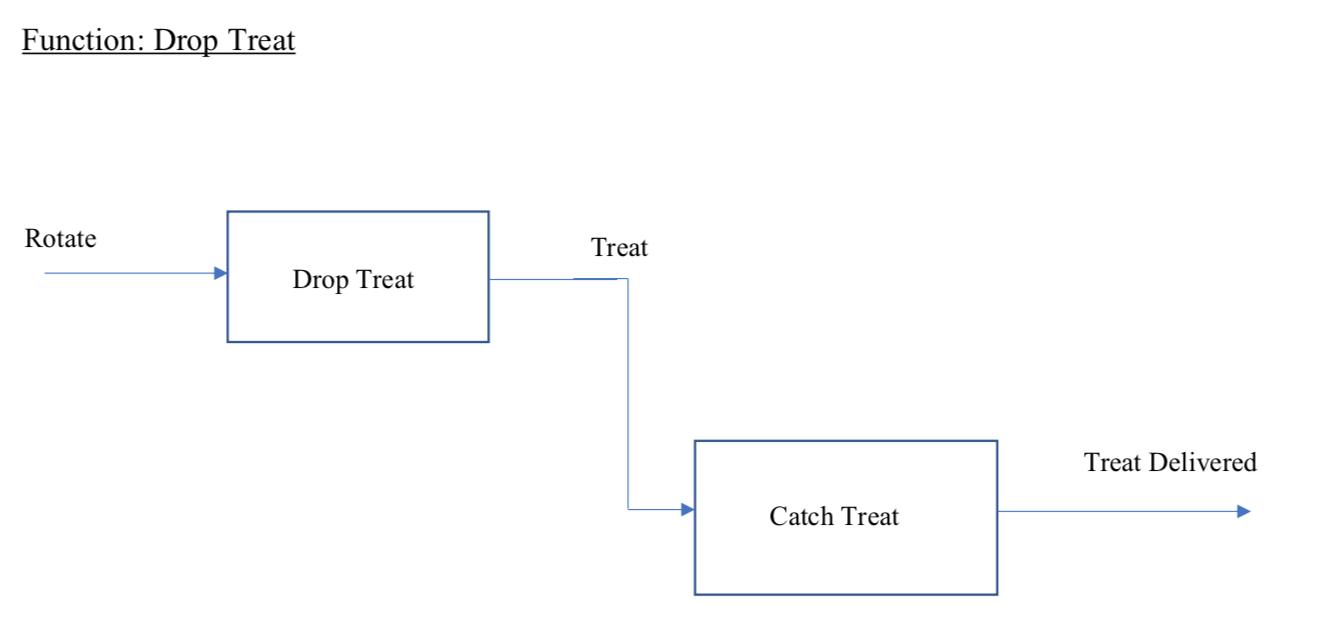 Function: Drop Treat
Rotate
Treat
Drop Treat
Treat Delivered
Catch Treat